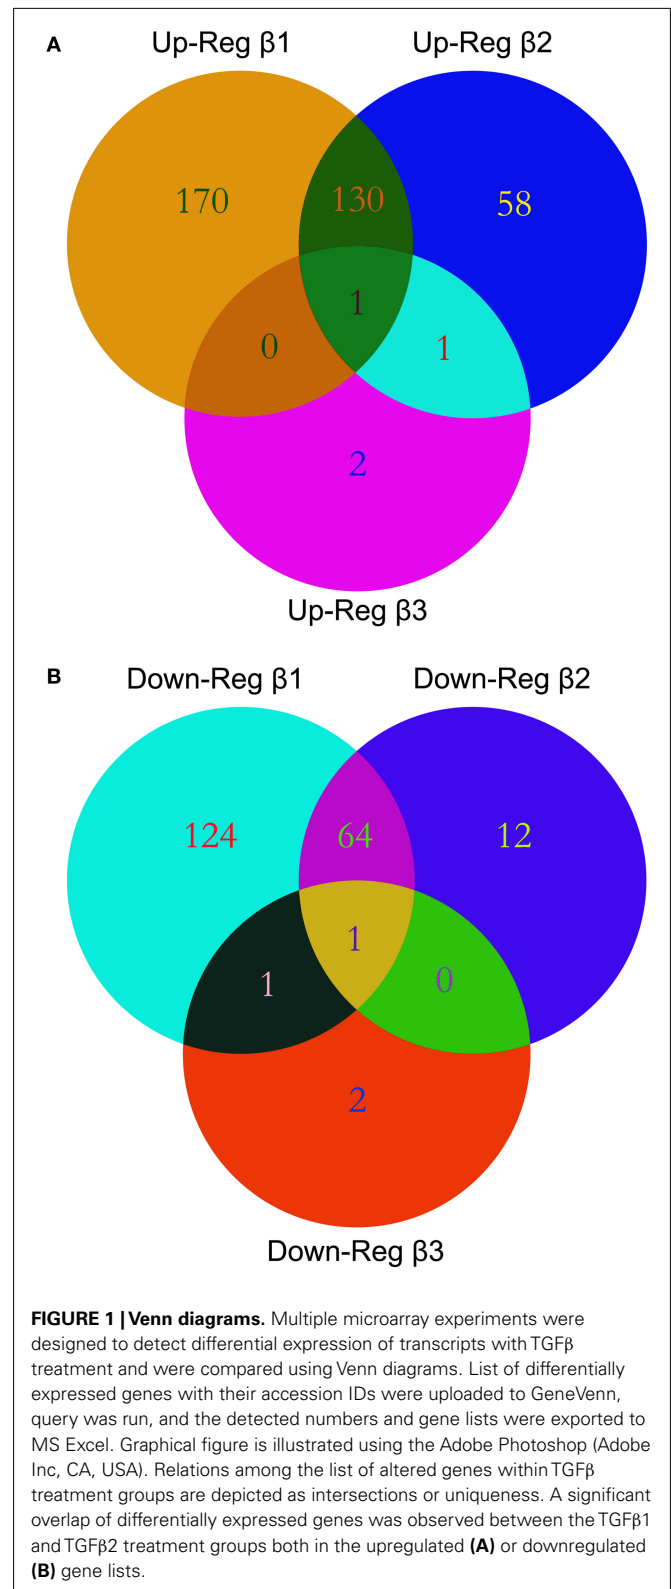 A
Up-Reg β1 Up-Reg β2
170 130 58
1
0 1
2
Up-Reg β3
B
Down-Reg β1 Down-Reg β2
124 64 12
1
1 0
2
Down-Reg β3
FIGURE 1 | Venn diagrams. Multiple microarray experiments were
designed to detect differential expression of transcripts with TGFβ
treatment and were compared using Venn diagrams. List of differentially
expressed genes with their accession IDs were uploaded to GeneVenn,
query was run, and the detected numbers and gene lists were exported to
MS Excel. Graphical figure is illustrated using the Adobe Photoshop (Adobe
Inc, CA, USA). Relations among the list of altered genes within TGFβ
treatment groups are depicted as intersections or uniqueness. A significant
overlap of differentially expressed genes was observed between the TGFβ1
and TGFβ2 treatment groups both in the upregulated (A) or downregulated
(B) gene lists.